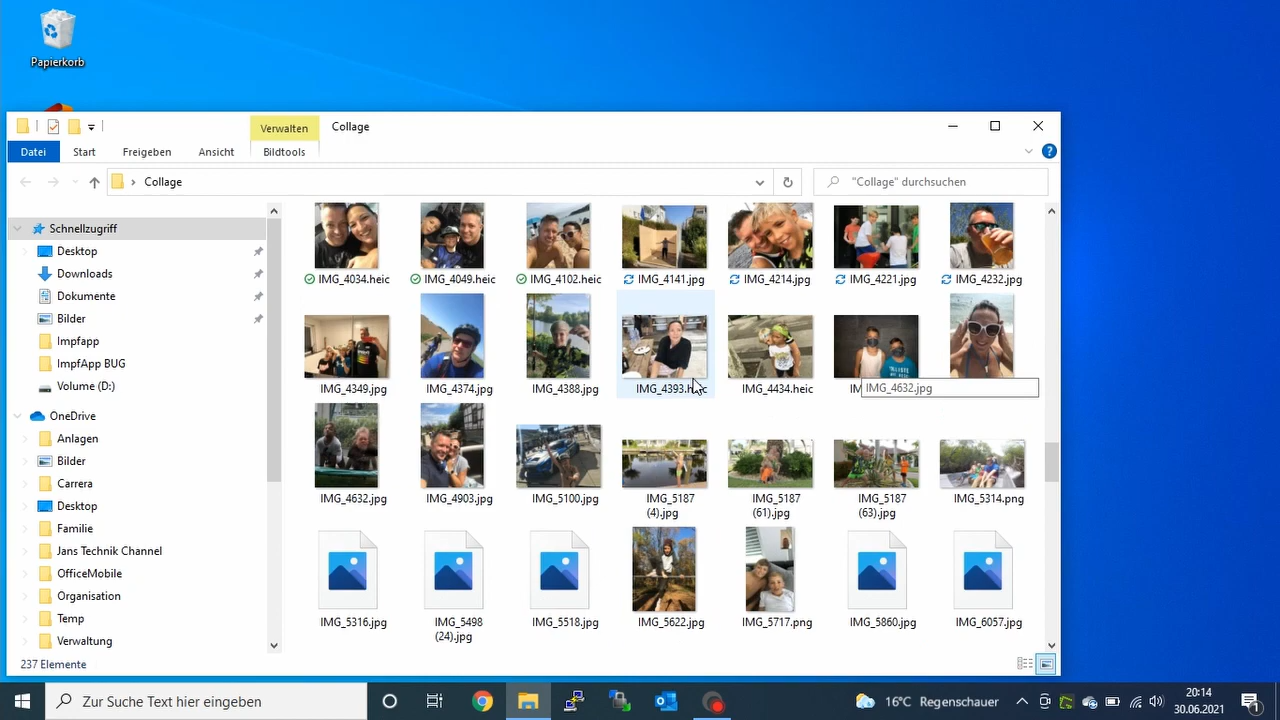 Papierkorb
Verwalten
Collage
Datei
Start
Freigeben
Ansicht
Bildtools
Collage
"Collage" durchsuchen
Schnellzugriff
Desktop
Downloads
Dokumente
Bilder
Impfapp
ImpfApp BUG
Volume (D:)
OneDrive
Anlagen
Bilder
Carrera
Desktop
Familie
Jans Technik Channel
OfficeMobile
Organisation
Temp
Verwaltung
IMG_4034.heic
IMG_4049.heic
IMG_4102.heic
IMG_4141.jpg
IMG_4214.jpg
IMG_4221.jpg
IMG_4232.jpg
IMG_4349.jpg
IMG_4374.jpg
IMG_4388.jpg
IMG_4393.heic
IMG_4434.heic
IMG_4632.jpg
IMG_4632.jpg
IMG_4903.jpg
IMG_5100.jpg
IMG_5187
(4).jpg
IMG_5187
(61).jpg
IMG_5187
(63).jpg
IMG_5314.png
IMG_5316.jpg
IMG_5498
(24).jpg
IMG_5518.jpg
IMG_5622.jpg
IMG_5717.png
IMG_5860.jpg
IMG_6057.jpg
237 Elemente
Zur Suche Text hier eingeben
16°C Regenschauer
20:14
30.06.2021
1